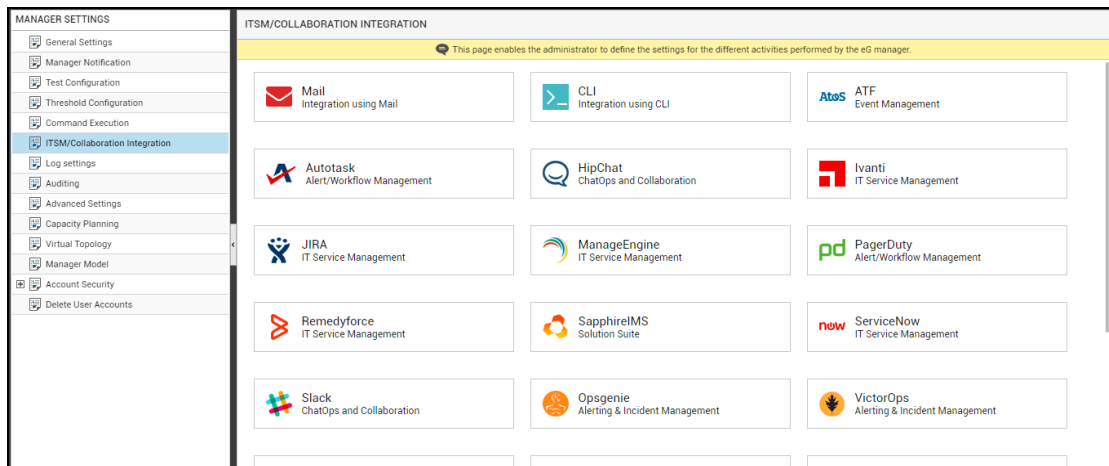 MANAGER SETTINGS
General Settings
Manager Notification
Test Configuration
Threshold Configuration
Command Execution
ITSM/Collaboration Integration
Log settings
Auditing
Advanced Settings
Capacity Planning
Virtual Topology
Manager Model
Account Security
Delete User Accounts
ITSM/COLLABORATION INTEGRATION
This page enables the administrator to define the settings for the different activities performed by the eG manager.
Mail
Integration using Mail
CLI
Integration using CLI
Atos
ATF
Event Management
Autotask
Alert/Workflow Management
HipChat
ChatOps and Collaboration
Ivanti
IT Service Management
JIRA
IT Service Management
ManageEngine
IT Service Management
pd
PagerDuty
Alert/Workflow Management
Remedyforce
IT Service Management
SapphireIMS
Solution Suite
now
ServiceNow
IT Service Management
Slack
ChatOps and Collaboration
Opsgenie
Alerting & Incident Management
VictorOps
Alerting & Incident Management